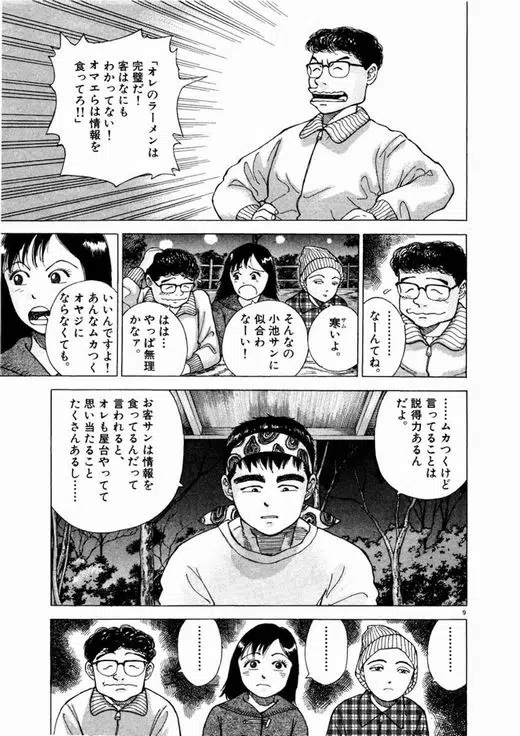 「オレのラーメンは
完璧だ!
客はなにも
わかってない!
オマエらは情報を
食ってろ!!」
………
なーんてね。
寒いよ。
サム
そんなの
小池サンに
似合わ
なーい!
はは…
やっぱ無理
かなァ。
いいんですよ!
あんなムカつく
オヤジに
ならなくても。
……ムカつくけど
言ってることは
説得力あるん
だよ。
お客サンは情報を
食ってるんだって
言われると、
オレも屋台やってて
思い当たること
たくさんあるし……
9
………
………
………